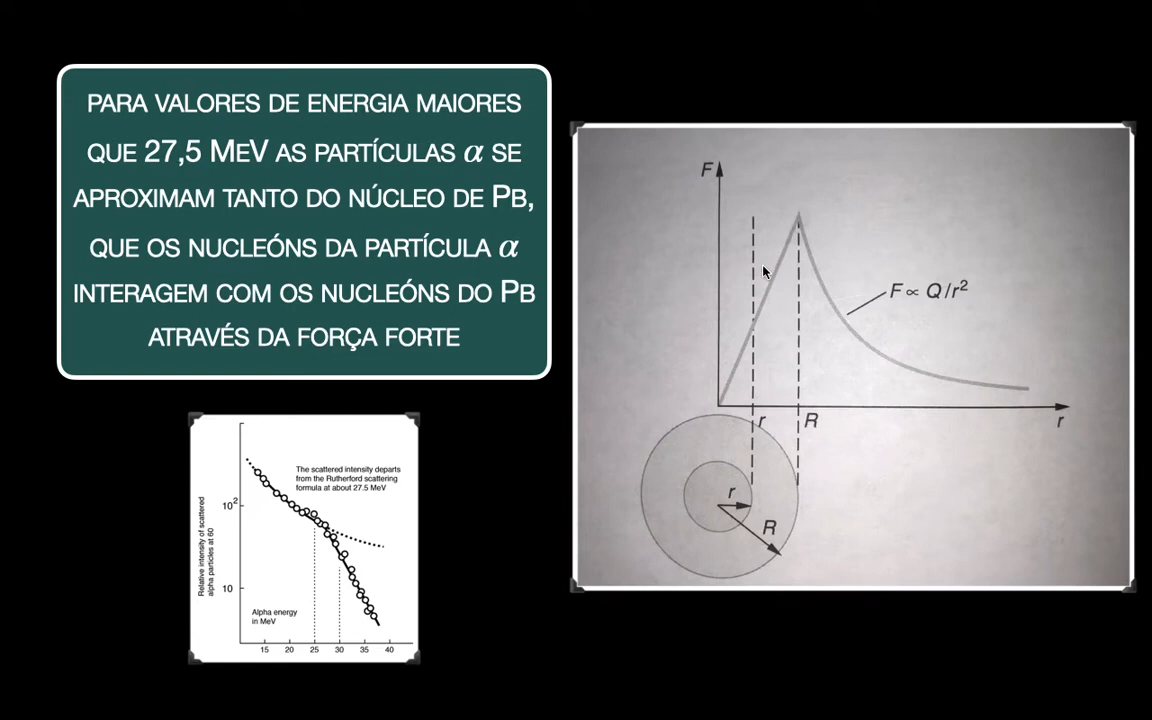 PARA VALORES DE ENERGIA MAIORES
QUE 27,5 MEV AS PARTÍCULAS α SE
APROXIMAM TANTO DO NÚCLEO DE PB,
QUE OS NUCLEÓNS DA PARTÍCULA α
INTERAGEM COM OS NUCLEÓNS DO PB
ATRAVÉS DA FORÇA FORTE
The scattered intensity departs
from the Rutherford scattering
formula at about 27.5 MeV
10²
10
Relative intensity of scattered
alpha particles at 60
Alpha energy
in MeV
15 20 25 30 35 40
F
F ∝ Q/r²
r R r
r
R